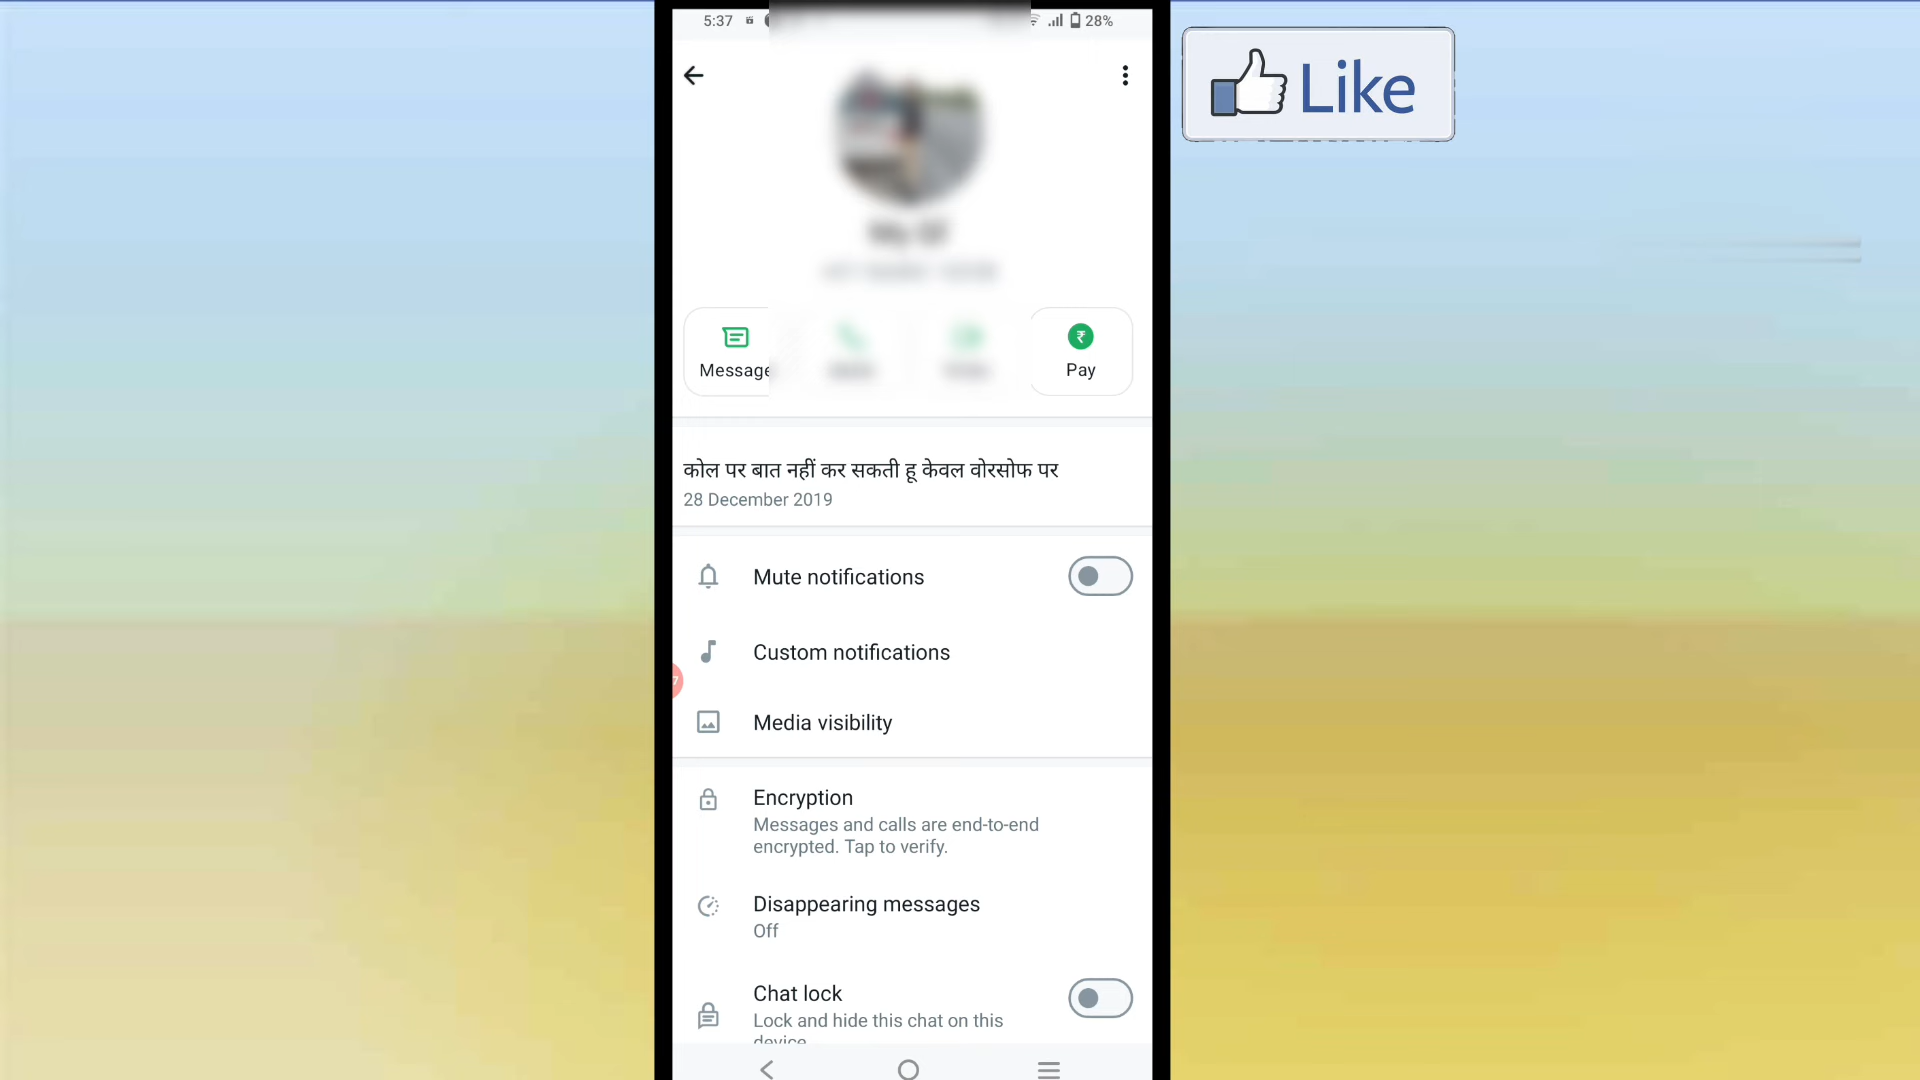 5:37
28%
Like
Message
Pay
कोल पर बात नहीं कर सकती हू केवल वोरसोफ पर
28 December 2019
Mute notifications
Custom notifications
7
Media visibility
Encryption
Messages and calls are end-to-end
encrypted. Tap to verify.
Disappearing messages
Off
Chat lock
Lock and hide this chat on this
device